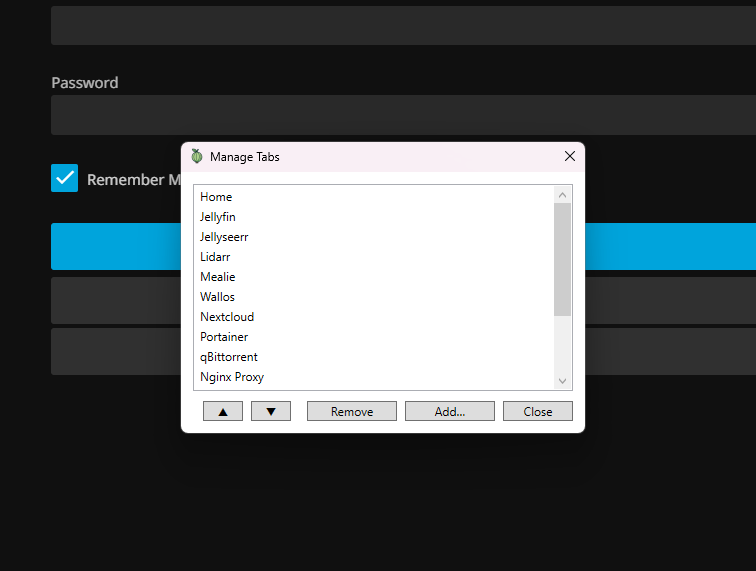 Password
Manage Tabs
Remember M
Home
Jellyfin
Jellyseerr
Lidarr
Mealie
Wallos
Nextcloud
Portainer
qBittorrent
Nginx Proxy
Remove
Add...
Close